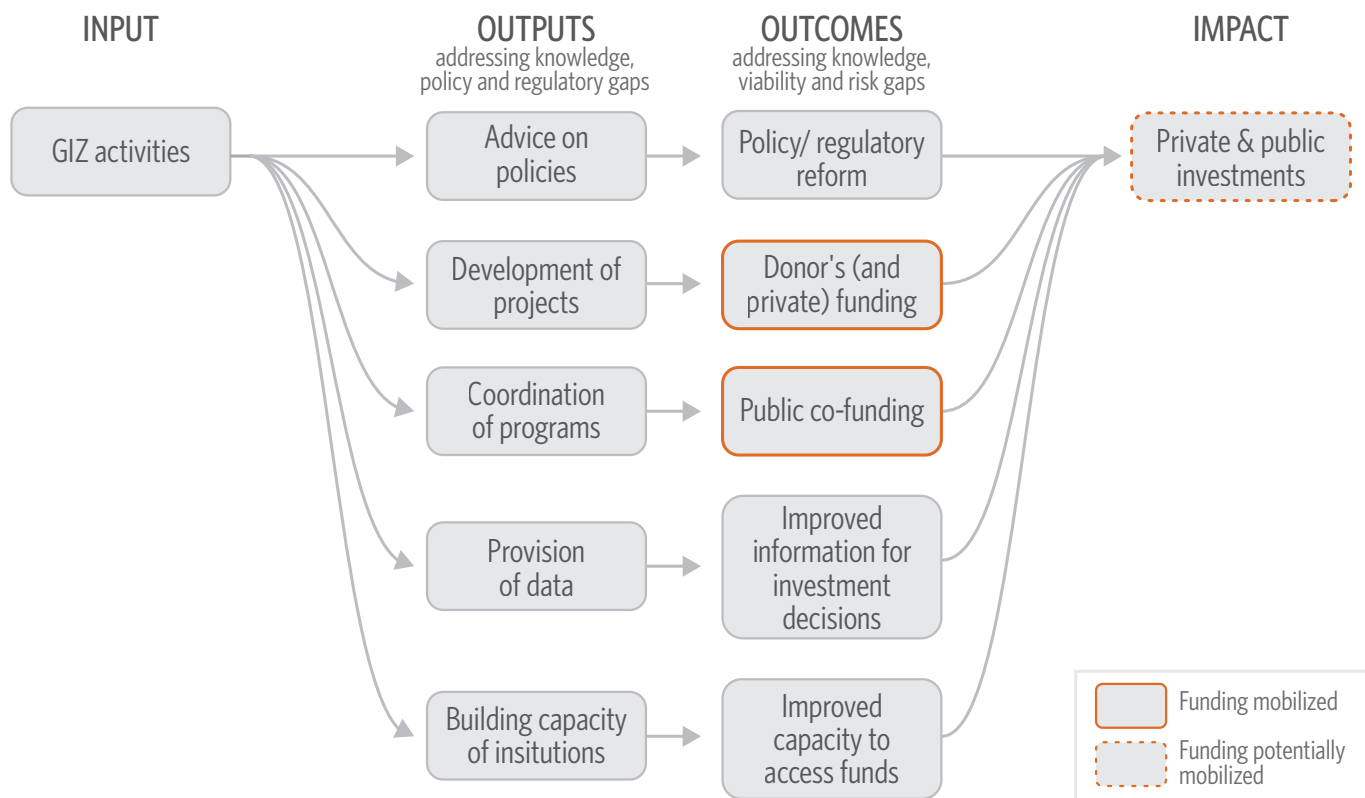 INPUT
OUTPUTS
addressing knowledge,
policy and regulatory gaps
OUTCOMES
addressing knowledge,
viability and risk gaps
IMPACT
GIZ activities
Advice on
policies
Policy/ regulatory
reform
Private & public
investments
Development of
projects
Donor's (and
private) funding
Coordination
of programs
Public co-funding
Provision
of data
Improved
information for
investment
decisions
Building capacity
of insitutions
Improved
capacity to
access funds
Funding mobilized
Funding potentially
mobilized